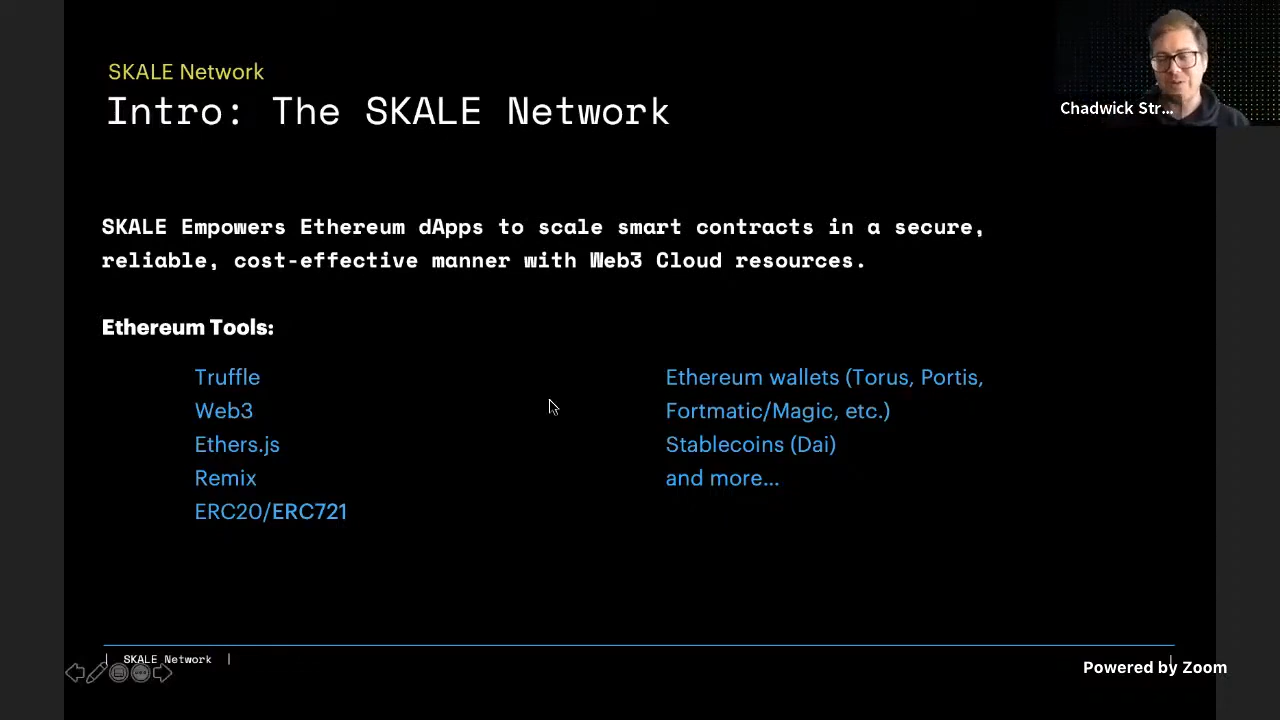 SKALE Network
Intro: The SKALE Network
Chadwick Str...
SKALE Empowers Ethereum dApps to scale smart contracts in a secure,
reliable, cost-effective manner with Web3 Cloud resources.
Ethereum Tools:
Truffle
Web3
Ethers.js
Remix
ERC20/ERC721
Ethereum wallets (Torus, Portis,
Fortmatic/Magic, etc.)
Stablecoins (Dai)
and more...
| SKALE Network |
Powered by Zoom